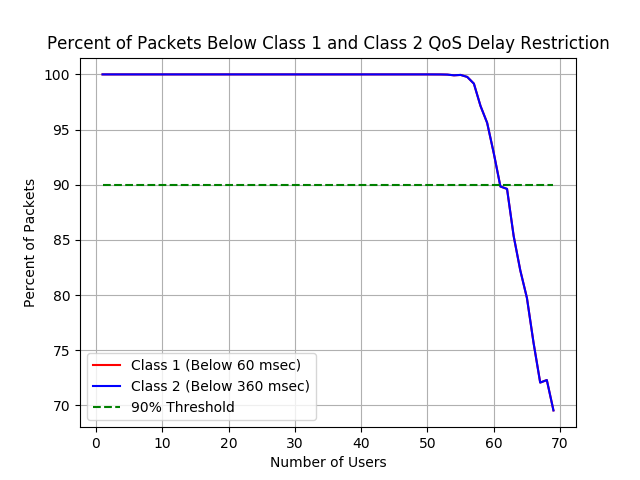 Percent of Packets Below Class 1 and Class 2 QoS Delay Restriction
100
95
90
85
80
75
70
Percent of Packets
Class 1 (Below 60 msec)
Class 2 (Below 360 msec)
90% Threshold
0 10 20 30 40 50 60 70
Number of Users